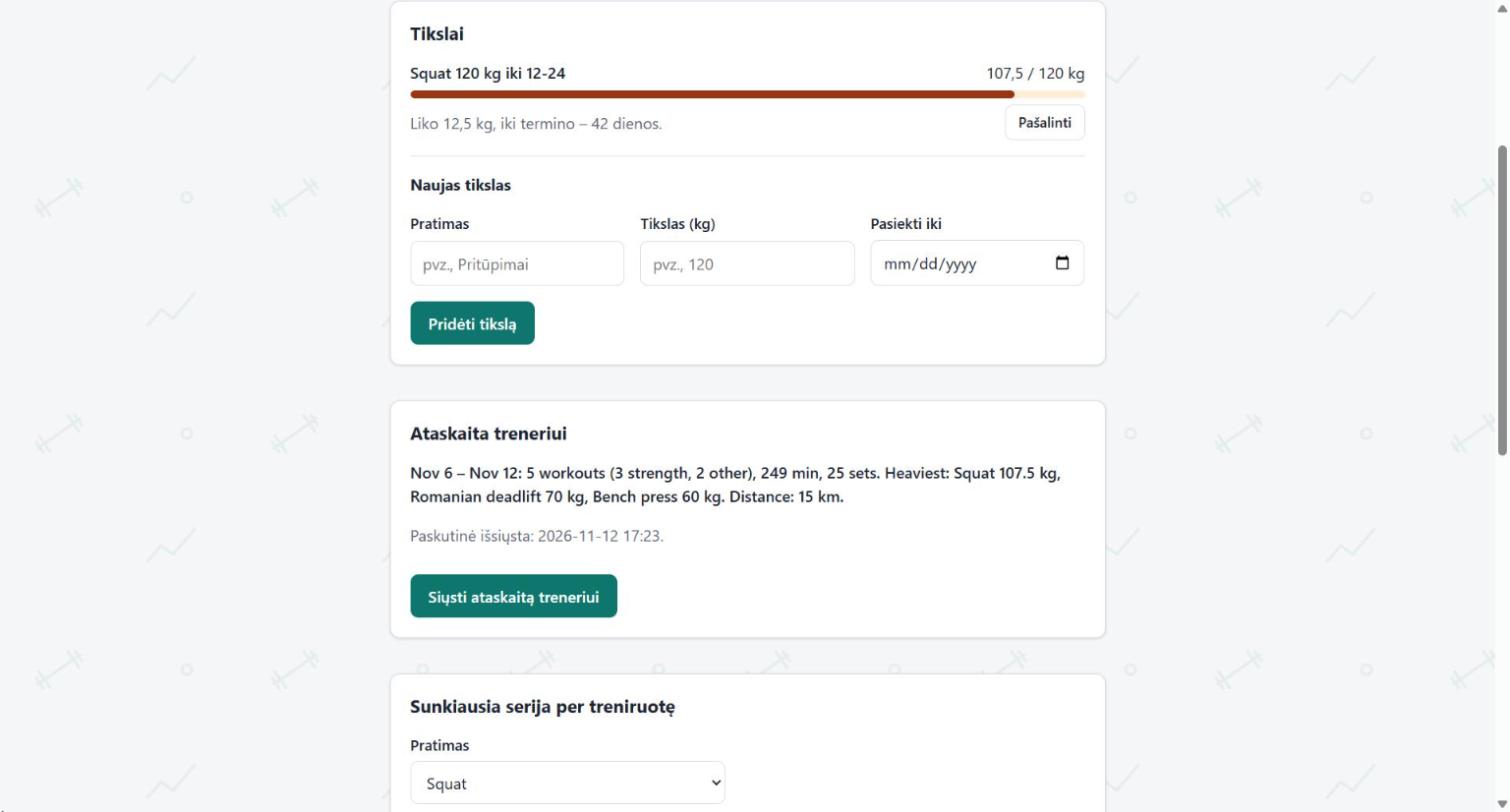 Tikslai
Squat 120 kg iki 12-24
107,5 / 120 kg
Liko 12,5 kg, iki termino – 42 dienos.
Pašalinti
Naujas tikslas
Pratimas
Tikslas (kg)
Pasiekti iki
pvz., Pritūpimai
pvz., 120
mm/dd/yyyy
Pridėti tikslą
Ataskaita treneriui
Nov 6 – Nov 12: 5 workouts (3 strength, 2 other), 249 min, 25 sets. Heaviest: Squat 107.5 kg,
Romanian deadlift 70 kg, Bench press 60 kg. Distance: 15 km.
Paskutinė išsiųsta: 2026-11-12 17:23.
Siųsti ataskaitą treneriui
Sunkiausia serija per treniruotę
Pratimas
Squat